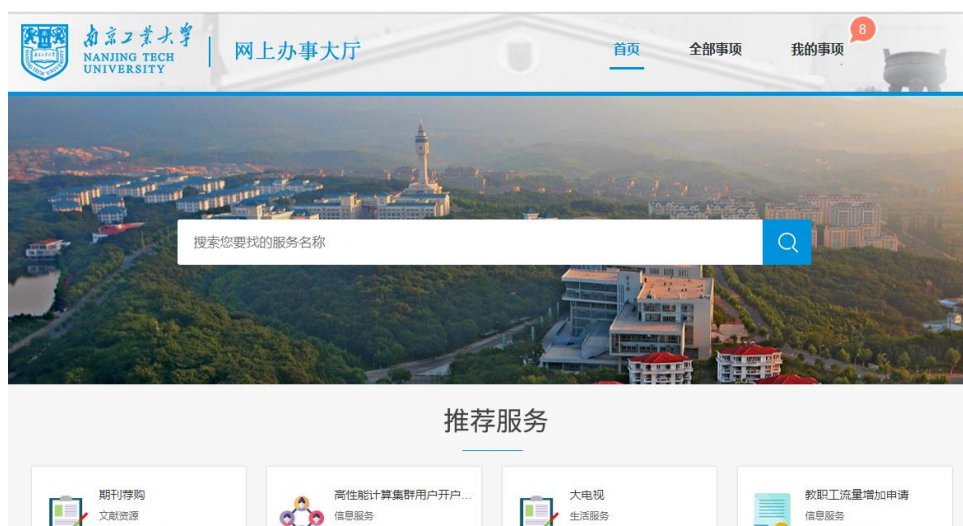 南京工业大学
NANJING TECH
UNIVERSITY
网上办事大厅
首页
全部事项
我的事项
8
搜索您要找的服务名称
推荐服务
期刊荐购
文献资源
高性能计算集群用户开户...
信息服务
大电视
生活服务
教职工流量增加申请
信息服务